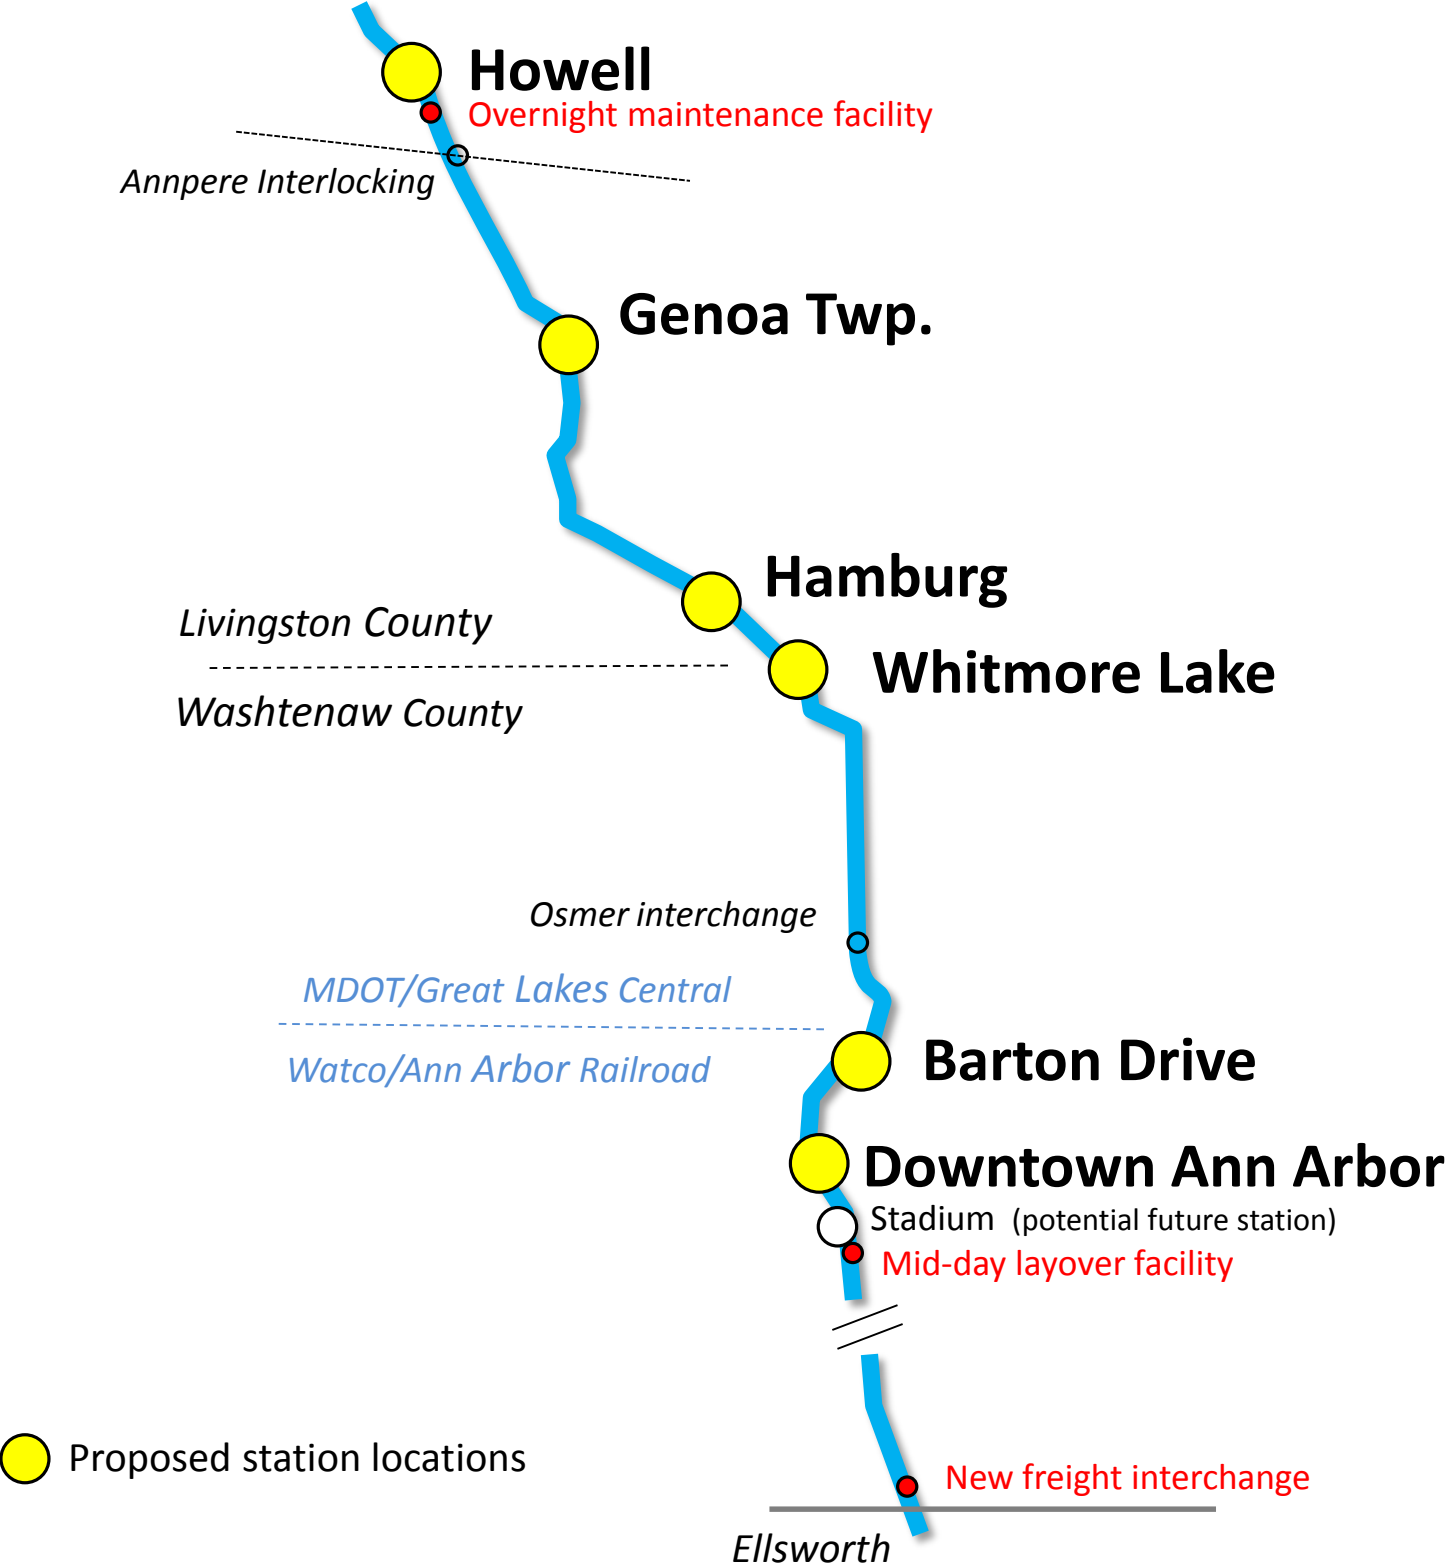 Howell
Overnight maintenance facility
Annpere Interlocking
Genoa Twp.
Hamburg
Livingston County
Whitmore Lake
Washtenaw County
Osmer interchange
MDOT/Great Lakes Central
Barton Drive
Watco/Ann Arbor Railroad
Downtown Ann Arbor
Stadium (potential future station)
Mid-day layover facility
Proposed station locations
New freight interchange
Ellsworth